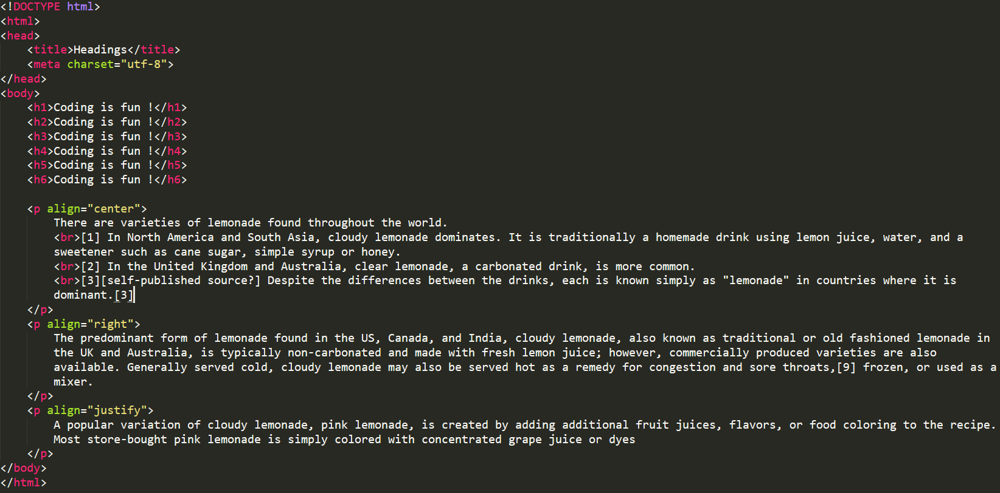 <!DOCTYPE html>
<html>
<head>
    <title>Headings</title>
    <meta charset="utf-8">
</head>
<body>
    <h1>Coding is fun !</h1>
    <h2>Coding is fun !</h2>
    <h3>Coding is fun !</h3>
    <h4>Coding is fun !</h4>
    <h5>Coding is fun !</h5>
    <h6>Coding is fun !</h6>

    <p align="center">
        There are varieties of lemonade found throughout the world.
        <br>[1] In North America and South Asia, cloudy lemonade dominates. It is traditionally a homemade drink using lemon juice, water, and a
        sweetener such as cane sugar, simple syrup or honey.
        <br>[2] In the United Kingdom and Australia, clear lemonade, a carbonated drink, is more common.
        <br>[3][self-published source?] Despite the differences between the drinks, each is known simply as "lemonade" in countries where it is
        dominant.[3]
    </p>
    <p align="right">
        The predominant form of lemonade found in the US, Canada, and India, cloudy lemonade, also known as traditional or old fashioned lemonade in
        the UK and Australia, is typically non-carbonated and made with fresh lemon juice; however, commercially produced varieties are also
        available. Generally served cold, cloudy lemonade may also be served hot as a remedy for congestion and sore throats,[9] frozen, or used as a
        mixer.
    </p>
    <p align="justify">
        A popular variation of cloudy lemonade, pink lemonade, is created by adding additional fruit juices, flavors, or food coloring to the recipe.
        Most store-bought pink lemonade is simply colored with concentrated grape juice or dyes
    </p>
</body>
</html>